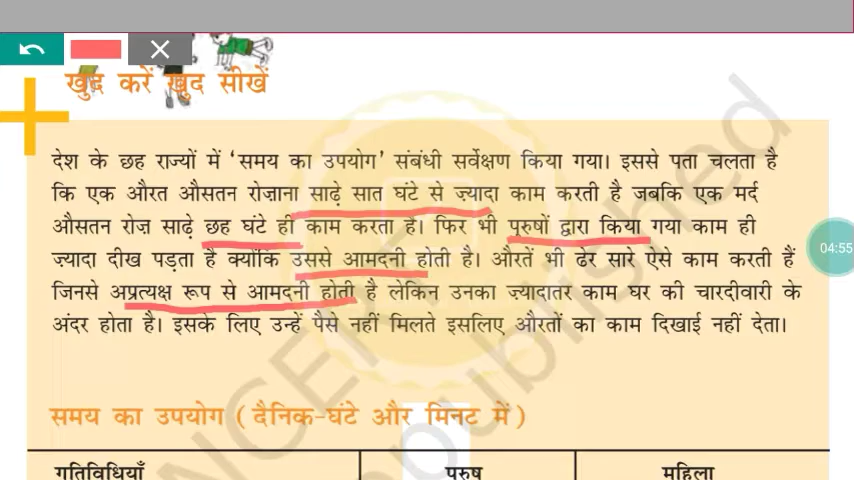 04:55
खुद करें खुद सीखें
देश के छह राज्यों में ‘समय का उपयोग’ संबंधी सर्वेक्षण किया गया। इससे पता चलता है
कि एक औरत औसतन रोज़ाना साढ़े सात घंटे से ज़्यादा काम करती है जबकि एक मर्द
औसतन रोज़ साढ़े छह घंटे ही काम करता है। फिर भी पुरुषों द्वारा किया गया काम ही
ज़्यादा दीख पड़ता है क्योंकि उससे आमदनी होती है। औरतें भी ढेर सारे ऐसे काम करती हैं
जिनसे अप्रत्यक्ष रूप से आमदनी होती है लेकिन उनका ज़्यादातर काम घर की चारदीवारी के
अंदर होता है। इसके लिए उन्हें पैसे नहीं मिलते इसलिए औरतों का काम दिखाई नहीं देता।
समय का उपयोग (दैनिक-घंटे और मिनट में)
गतिविधियाँ पुरुष महिला